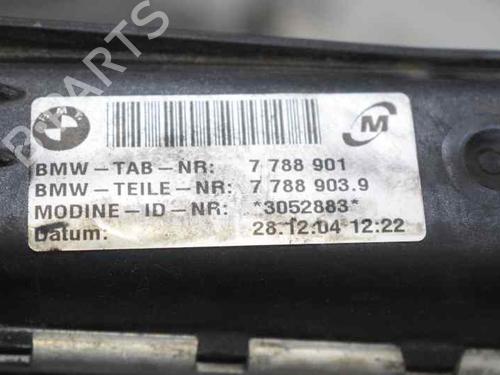 B PARTS
BMW
M
BMW-TAB-NR: 7 788 901
BMW-TEILE-NR: 7 788 903.9
MODINE-ID-NR: *3052883*
Datum: 28.12.04 12:22